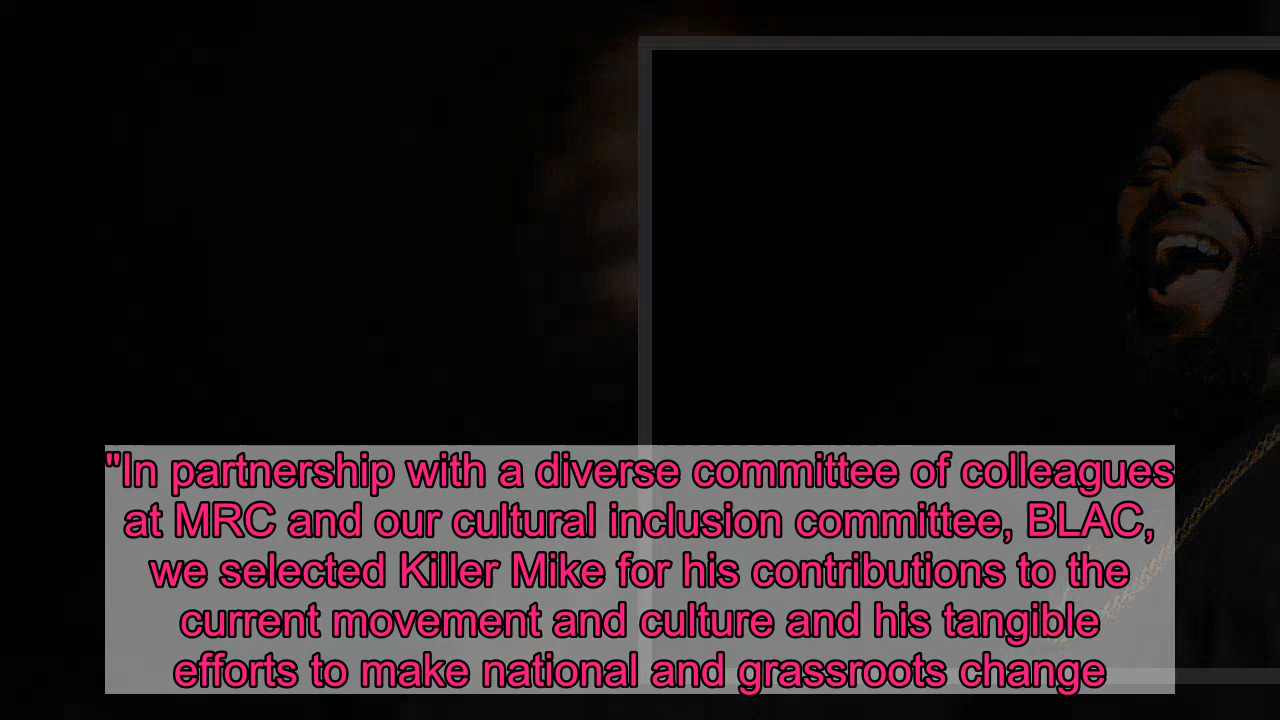 "In partnership with a diverse committee of colleagues
at MRC and our cultural inclusion committee, BLAC,
we selected Killer Mike for his contributions to the
current movement and culture and his tangible
efforts to make national and grassroots change